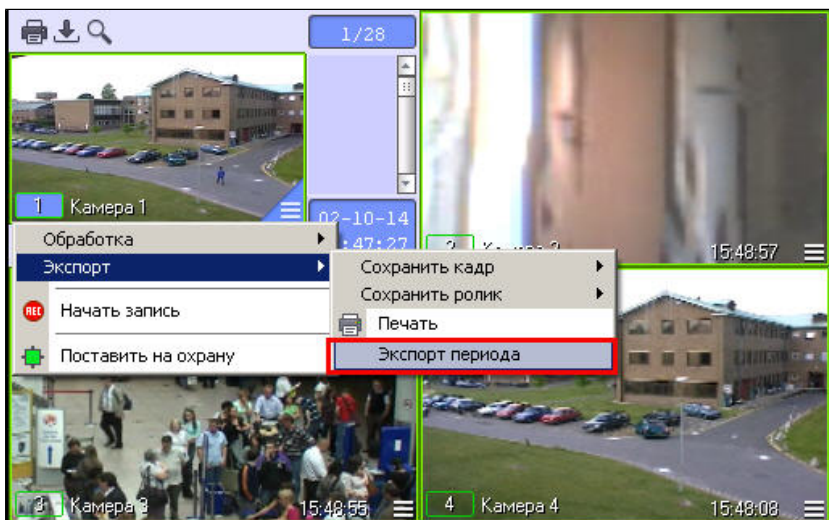 1/28
1 Камера 1
02-10-14
:47:27
15:48:57
Обработка
Экспорт
REC Начать запись
Поставить на охрану
Сохранить кадр
Сохранить ролик
Печать
Экспорт периода
3 Камера 3 15:48:55
4 Камера 4 15:48:08